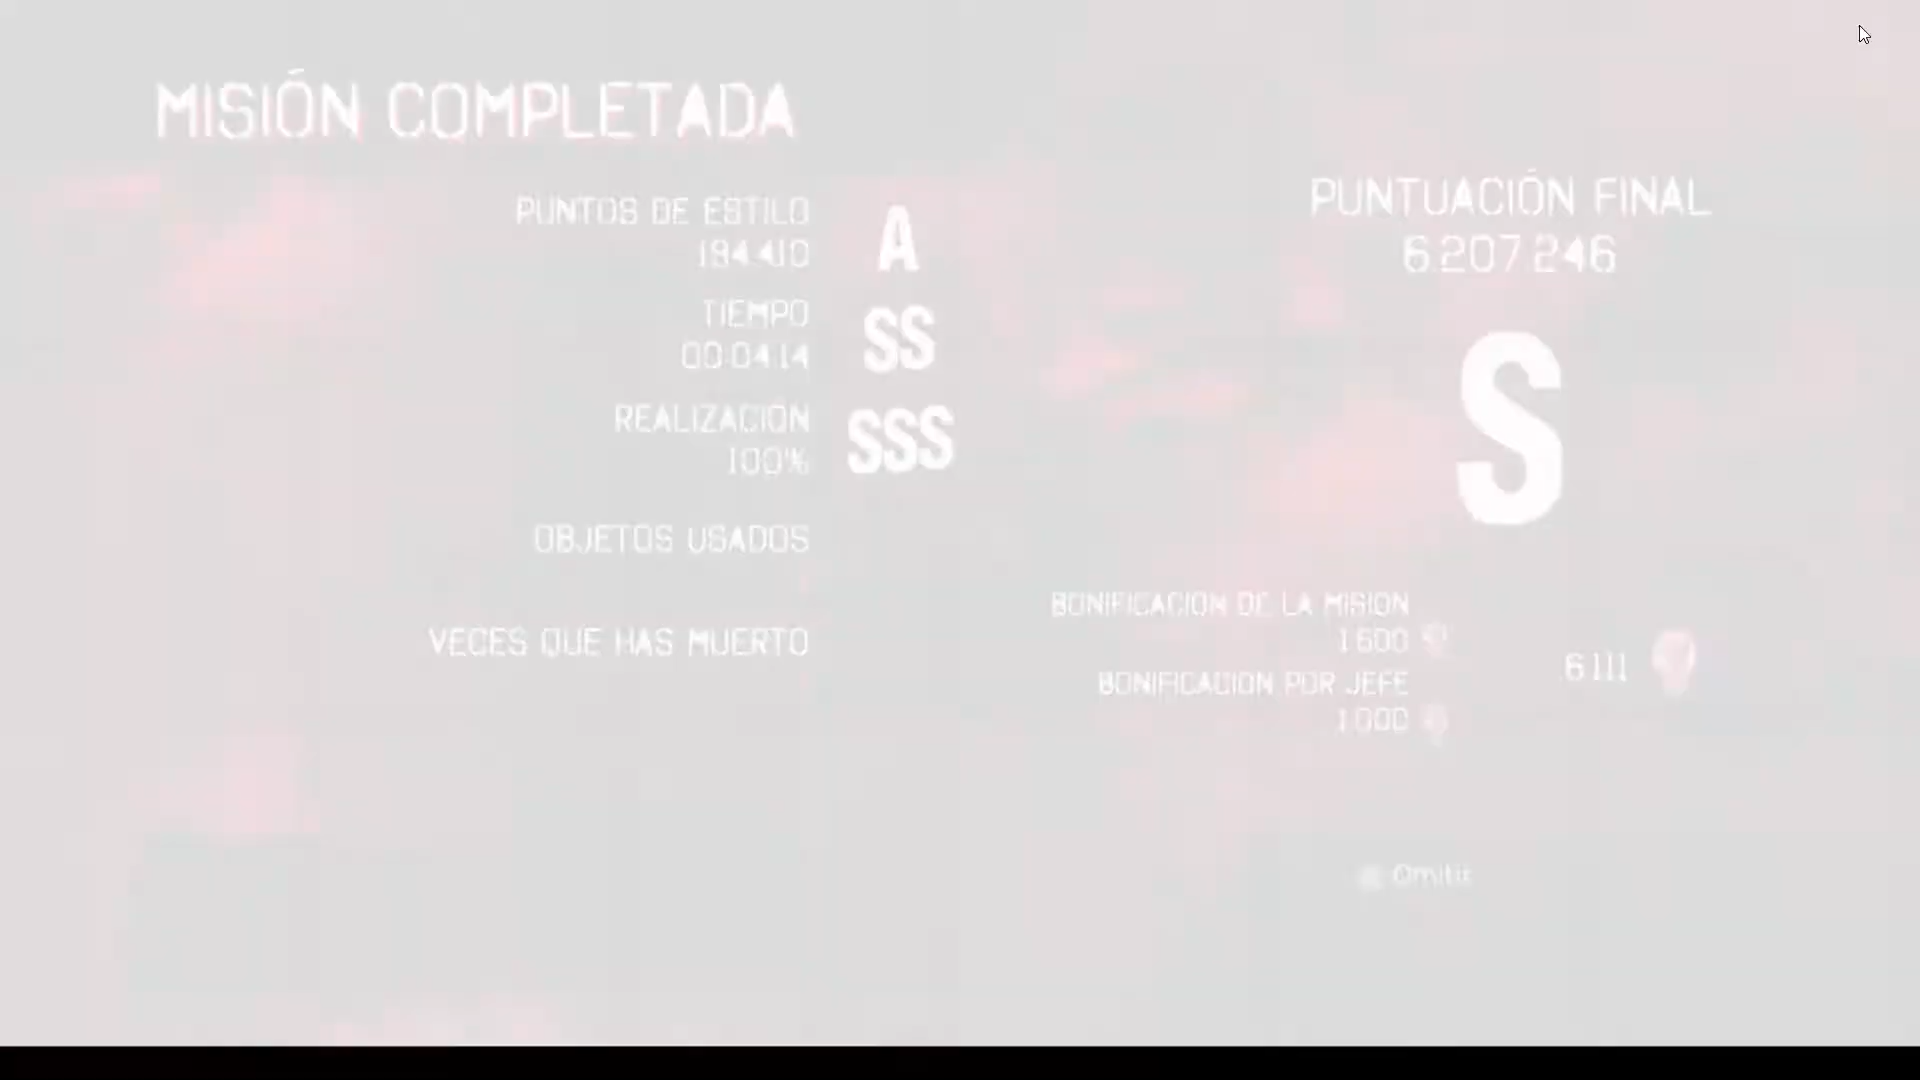 MISIÓN COMPLETADA
PUNTOS DE ESTILO
184.410
A
TIEMPO
00:04:14
SS
REALIZACIÓN
100%
SSS
OBJETOS USADOS
VECES QUE HAS MUERTO
PUNTUACIÓN FINAL
6.207.246
S
BONIFICACIÓN DE LA MISIÓN
1.600
BONIFICACIÓN POR JEFE
1.000
6.111
Omitir